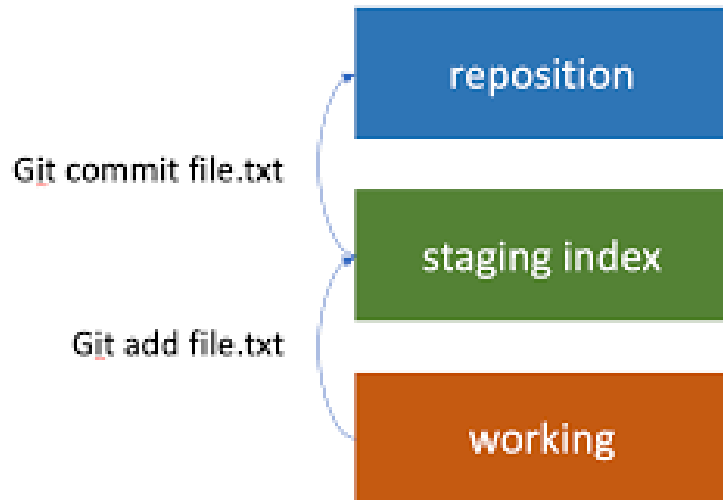 reposition
Git commit file.txt
staging index
Git add file.txt
working